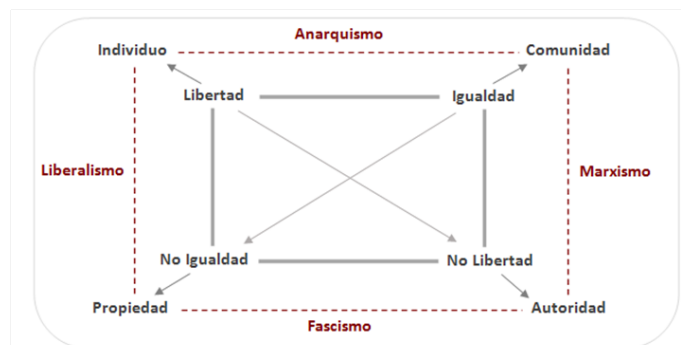 Anarquismo
Individuo
Comunidad
Libertad
Igualdad
Liberalismo
Marxismo
No Igualdad
No Libertad
Propiedad
Autoridad
Fascismo